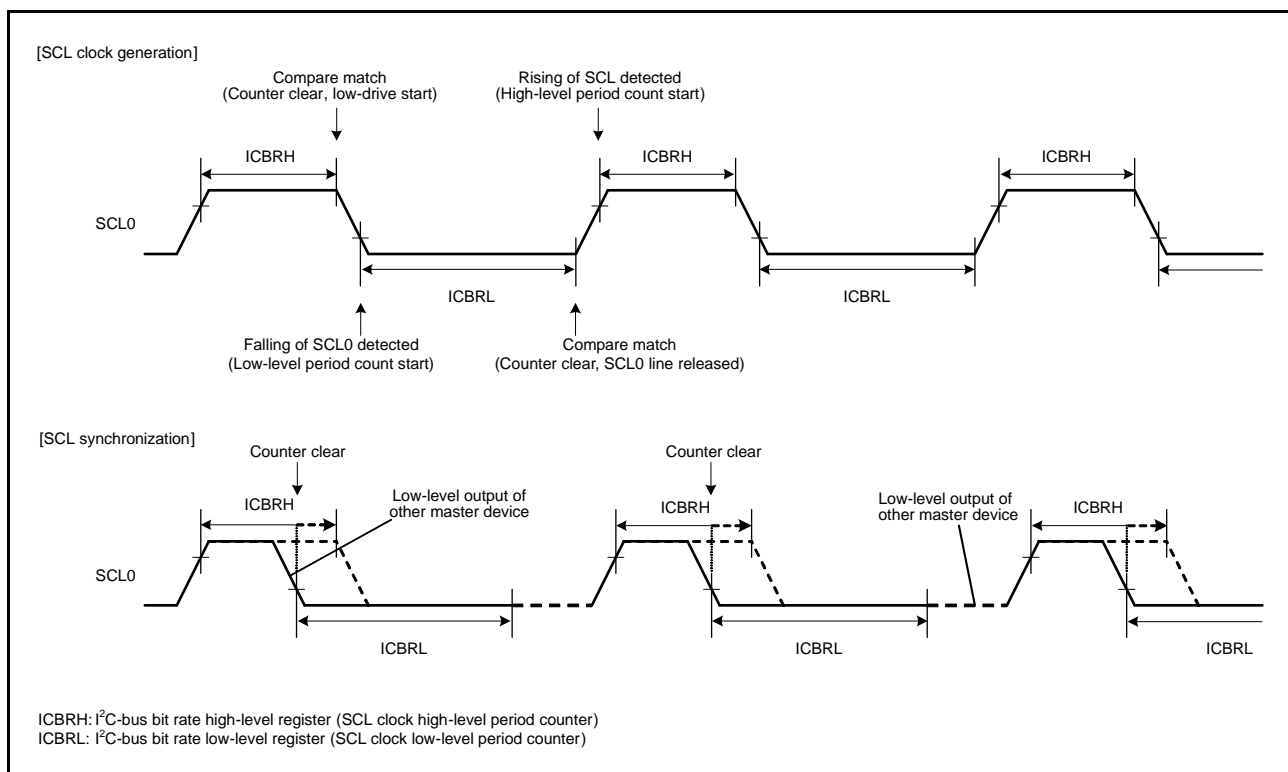 [SCL clock generation]
Compare match
(Counter clear, low-drive start)
Rising of SCL detected
(High-level period count start)
ICBRH
ICBRH
ICBRH
SCL0
ICBRL
ICBRL
Falling of SCL0 detected
(Low-level period count start)
Compare match
(Counter clear, SCL0 line released)
[SCL synchronization]
Counter clear
Counter clear
ICBRH
Low-level output of
other master device
ICBRH
Low-level output of
other master device
ICBRH
SCL0
ICBRL
ICBRL
ICBRL
ICBRH: I²C-bus bit rate high-level register (SCL clock high-level period counter)
ICBRL: I²C-bus bit rate low-level register (SCL clock low-level period counter)